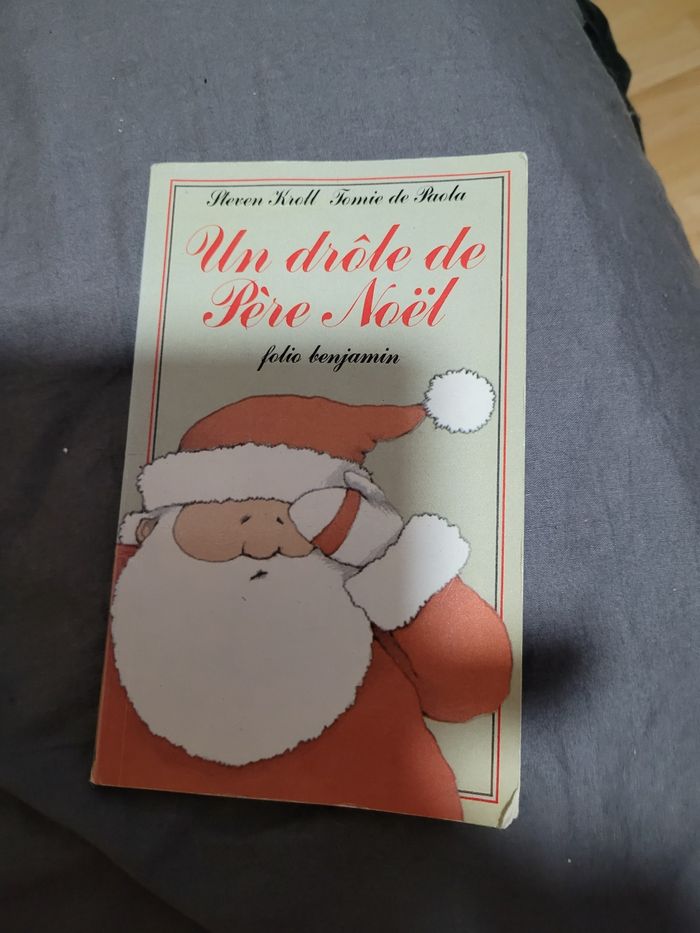 Steven Kroll Tomie de Paola
Un drôle de
Père Noël
folio benjamin